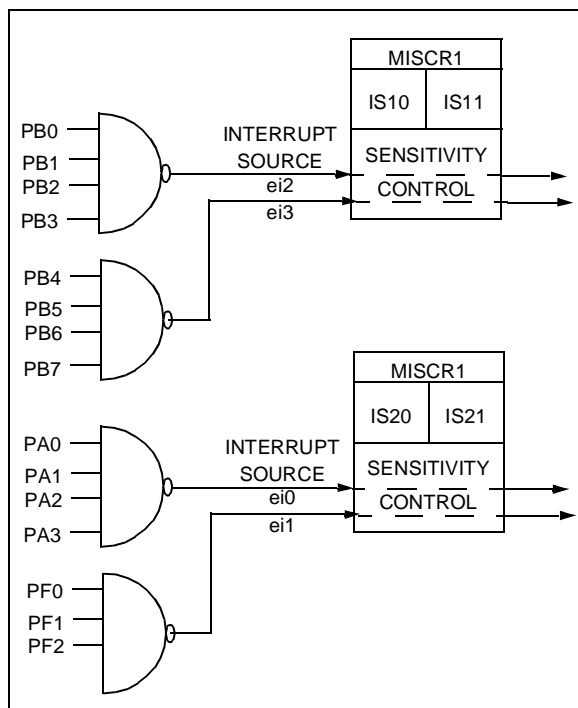 MISCR1
IS10 IS11
PB0
PB1
PB2
PB3
INTERRUPT
SOURCE
ei2
ei3
SENSITIVITY
CONTROL
PB4
PB5
PB6
PB7
MISCR1
IS20 IS21
PA0
PA1
PA2
PA3
INTERRUPT
SOURCE
ei0
ei1
SENSITIVITY
CONTROL
PF0
PF1
PF2